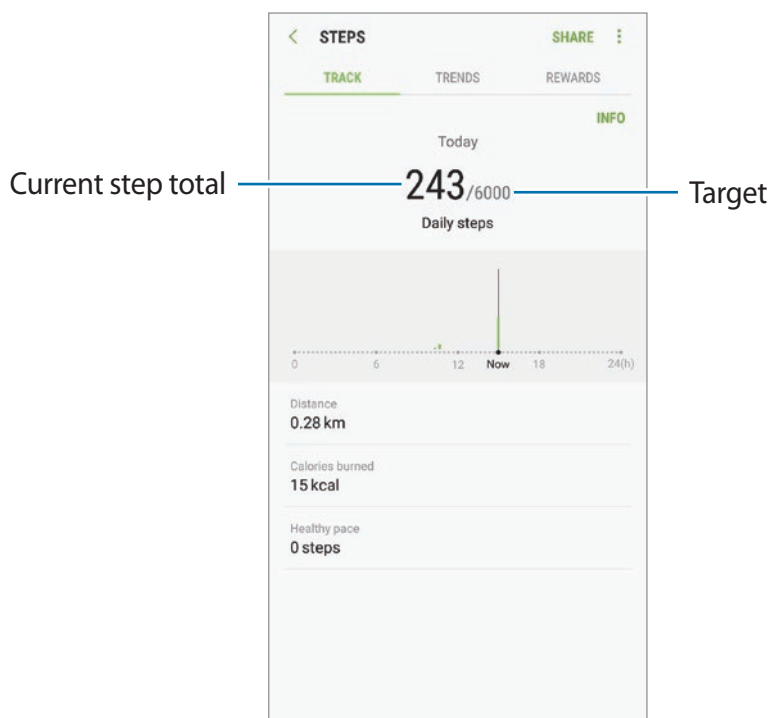 STEPS SHARE
TRACK TRENDS REWARDS
INFO
Today
Current step total 243/6000 Target
Daily steps
0 6 12 Now 18 24(h)
Distance
0.28 km
Calories burned
15 kcal
Healthy pace
0 steps